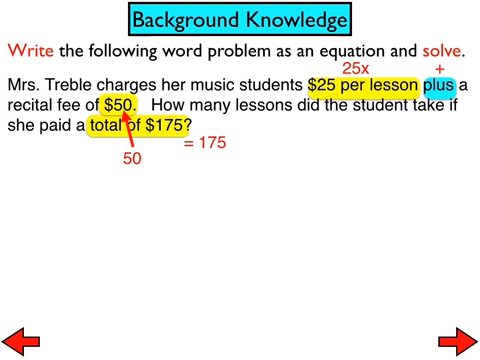 Background Knowledge
Write the following word problem as an equation and solve.
25x +
Mrs. Treble charges her music students $25 per lesson plus a
recital fee of $50. How many lessons did the student take if
she paid a total of $175?
= 175
50